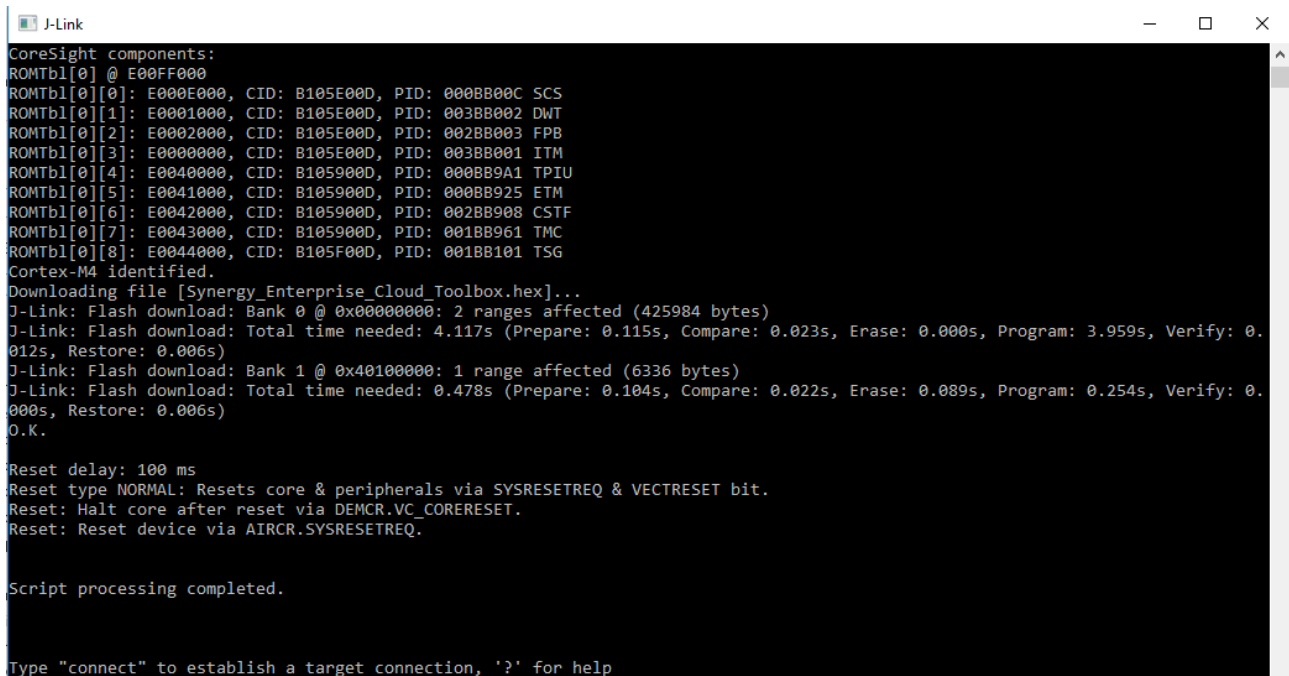 J-Link
CoreSight components:
ROMTbl[0] @ E00FF000
ROMTbl[0][0]: E000E000, CID: B105E00D, PID: 000BB00C SCS
ROMTbl[0][1]: E0001000, CID: B105E00D, PID: 003BB002 DWT
ROMTbl[0][2]: E0002000, CID: B105E00D, PID: 002BB003 FPB
ROMTbl[0][3]: E0000000, CID: B105E00D, PID: 003BB001 ITM
ROMTbl[0][4]: E0040000, CID: B105900D, PID: 000BB9A1 TPIU
ROMTbl[0][5]: E0041000, CID: B105900D, PID: 000BB925 ETM
ROMTbl[0][6]: E0042000, CID: B105900D, PID: 002BB908 CSTF
ROMTbl[0][7]: E0043000, CID: B105900D, PID: 001BB961 TMC
ROMTbl[0][8]: E0044000, CID: B105F00D, PID: 001BB101 TSG
Cortex-M4 identified.
Downloading file [Synergy_Enterprise_Cloud_Toolbox.hex]...
J-Link: Flash download: Bank 0 @ 0x00000000: 2 ranges affected (425984 bytes)
J-Link: Flash download: Total time needed: 4.117s (Prepare: 0.115s, Compare: 0.023s, Erase: 0.000s, Program: 3.959s, Verify: 0.
012s, Restore: 0.006s)
J-Link: Flash download: Bank 1 @ 0x40100000: 1 range affected (6336 bytes)
J-Link: Flash download: Total time needed: 0.478s (Prepare: 0.104s, Compare: 0.022s, Erase: 0.089s, Program: 0.254s, Verify: 0.
000s, Restore: 0.006s)
O.K.
Reset delay: 100 ms
Reset type NORMAL: Resets core & peripherals via SYSRESETREQ & VECTRESET bit.
Reset: Halt core after reset via DEMCR.VC_CORERESET.
Reset: Reset device via AIRCR.SYSRESETREQ.
Script processing completed.
Type "connect" to establish a target connection, '?' for help